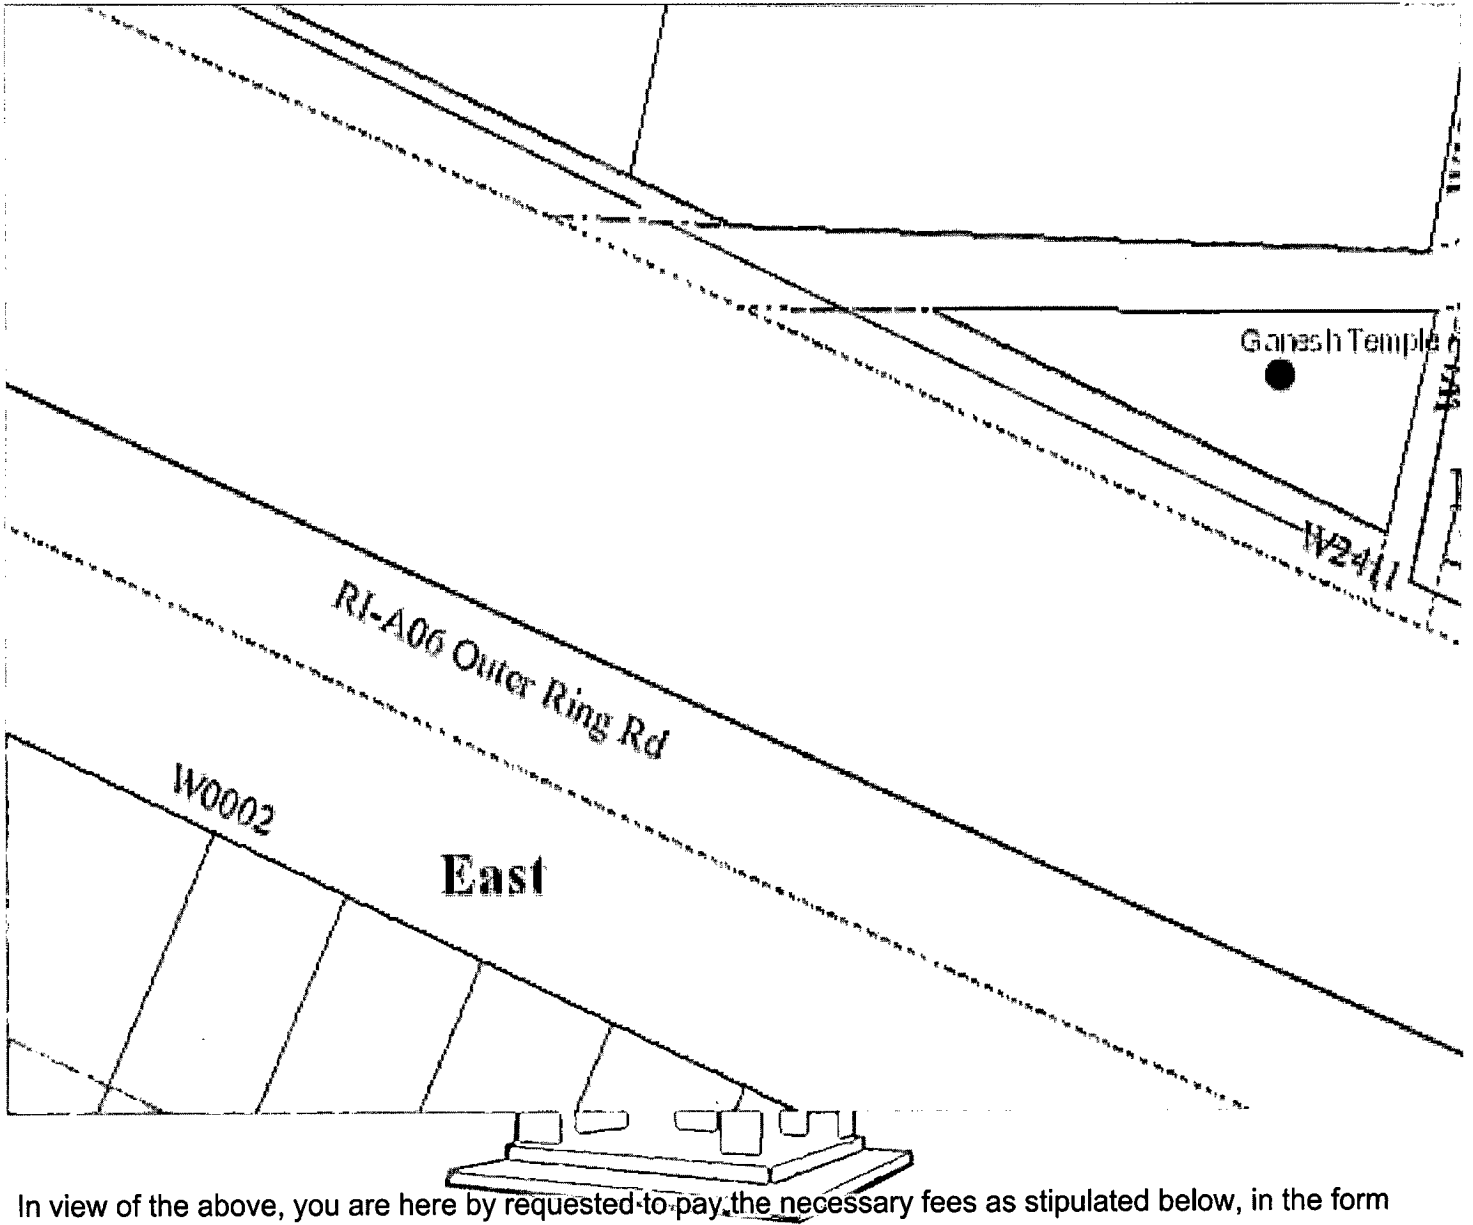 Ganesh Temple
W2411
RI-A06 Outer Ring Rd
W0002
East
In view of the above, you are here by requested to pay the necessary fees as stipulated below, in the form